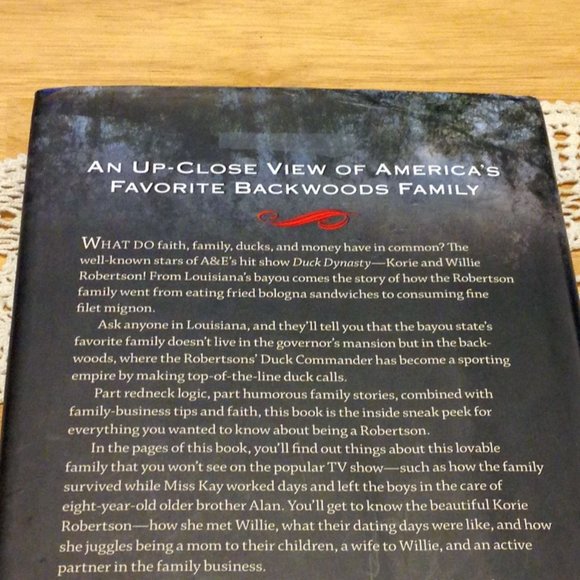 AN UP-CLOSE VIEW OF AMERICA'S
FAVORITE BACKWOODS FAMILY
WHAT DO faith, family, ducks, and money have in common? The
well-known stars of A&E's hit show Duck Dynasty—Korie and Willie
Robertson! From Louisiana's bayou comes the story of how the Robertson
family went from eating fried bologna sandwiches to consuming fine
filet mignon.
Ask anyone in Louisiana, and they'll tell you that the bayou state's
favorite family doesn't live in the governor's mansion but in the back-
woods, where the Robertsons' Duck Commander has become a sporting
empire by making top-of-the-line duck calls.
Part redneck logic, part humorous family stories, combined with
family-business tips and faith, this book is the inside sneak peek for
everything you wanted to know about being a Robertson.
In the pages of this book, you'll find out things about this lovable
family that you won't see on the popular TV show—such as how the family
survived while Miss Kay worked days and left the boys in the care of
eight-year-old older brother Alan. You'll get to know the beautiful Korie
Robertson—how she met Willie, what their dating days were like, and how
she juggles being a mom to their children, a wife to Willie, and an active
partner in the family business.